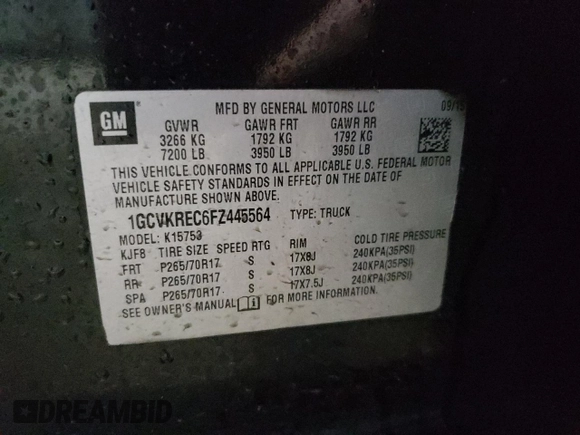 MFD BY GENERAL MOTORS LLC 09/15
GM
GVWR GAWR FRT GAWR RR
3266 KG 1792 KG 1792 KG
7200 LB 3950 LB 3950 LB
THIS VEHICLE CONFORMS TO ALL APPLICABLE U.S. FEDERAL MOTOR
VEHICLE SAFETY STANDARDS IN EFFECT ON THE DATE OF
MANUFACTURE SHOWN ABOVE.
1GCVKREC6FZ445564 TYPE: TRUCK
MODEL: K15753
KJF8 TIRE SIZE SPEED RTG RIM COLD TIRE PRESSURE
FRT P265/70R17 S 17X8J 240KPA(35PSI)
RR P265/70R17 S 17X8J 240KPA(35PSI)
SPA P265/70R17 S 17X7.5J 240KPA(35PSI)
SEE OWNER'S MANUAL FOR MORE INFORMATION.
DREAMBID